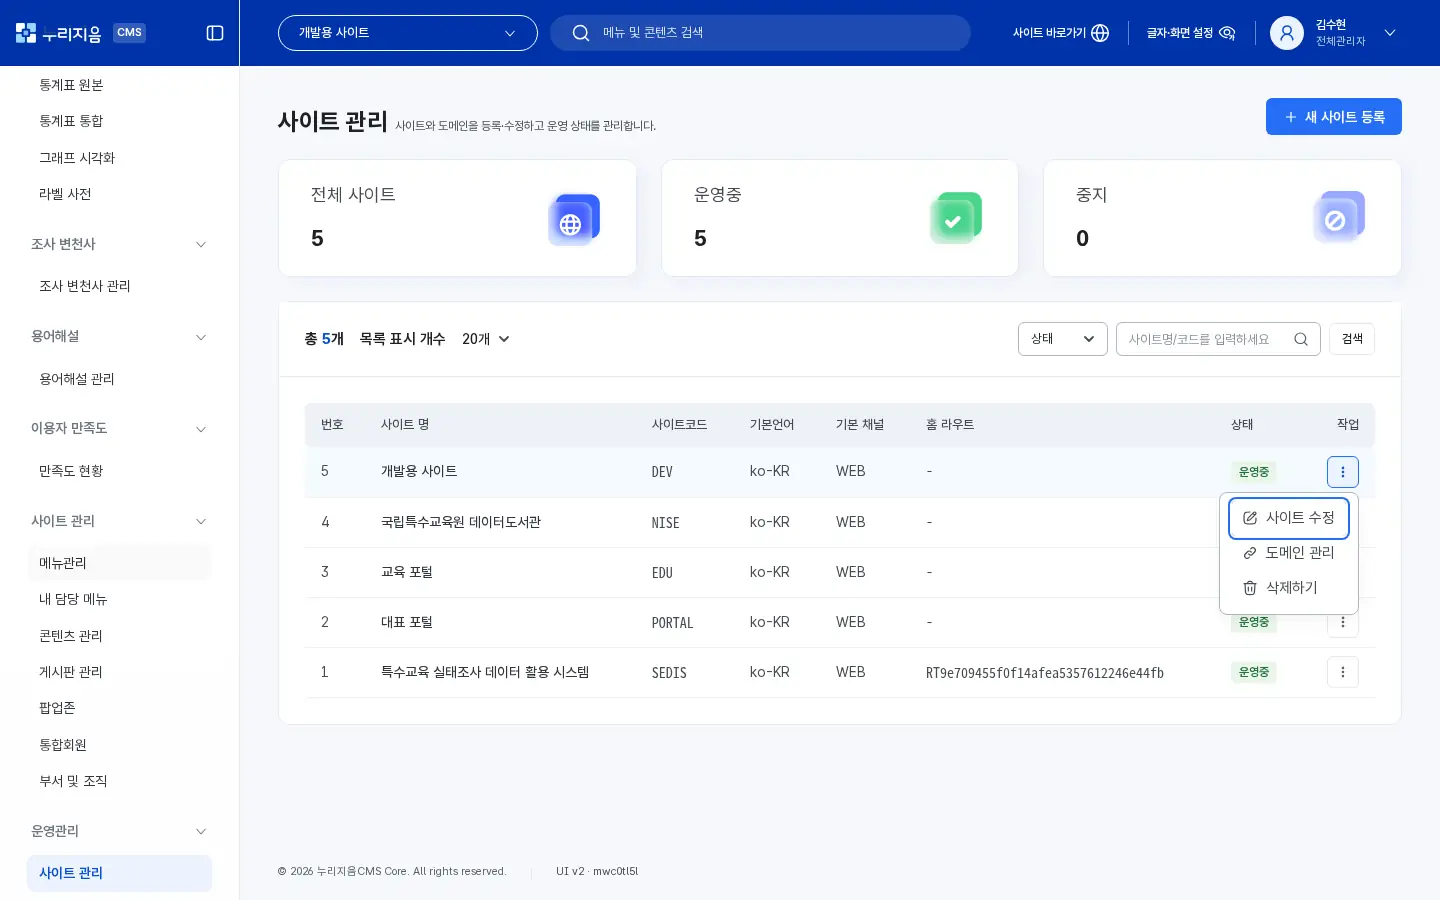 누리지음 CMS
개발용 사이트
메뉴 및 콘텐츠 검색
사이트 바로가기
글자·화면 설정
김수현
전체관리자
통계표 원본
통계표 통합
그래프 시각화
라벨 사전
조사 변천사
조사 변천사 관리
용어해설
용어해설 관리
이용자 만족도
만족도 현황
사이트 관리
메뉴관리
내 담당 메뉴
콘텐츠 관리
게시판 관리
팝업존
통합회원
부서 및 조직
운영관리
사이트 관리
사이트 관리 사이트와 도메인을 등록·수정하고 운영 상태를 관리합니다.
새 사이트 등록
전체 사이트
5
운영중
5
중지
0
총 5개 목록 표시 개수 20개
상태
사이트명/코드를 입력하세요
검색
번호 사이트 명 사이트코드 기본언어 기본 채널 홈 라우트 상태 작업
5 개발용 사이트 DEV ko-KR WEB - 운영중
4 국립특수교육원 데이터도서관 NISE ko-KR WEB -
3 교육 포털 EDU ko-KR WEB -
2 대표 포털 PORTAL ko-KR WEB - 운영중
1 특수교육 실태조사 데이터 활용 시스템 SEDIS ko-KR WEB RT9e709455f0f14afea5357612246e44fb 운영중
사이트 수정
도메인 관리
삭제하기
© 2026 누리지음CMS Core. All rights reserved.
UI v2 · mwc0tl5l